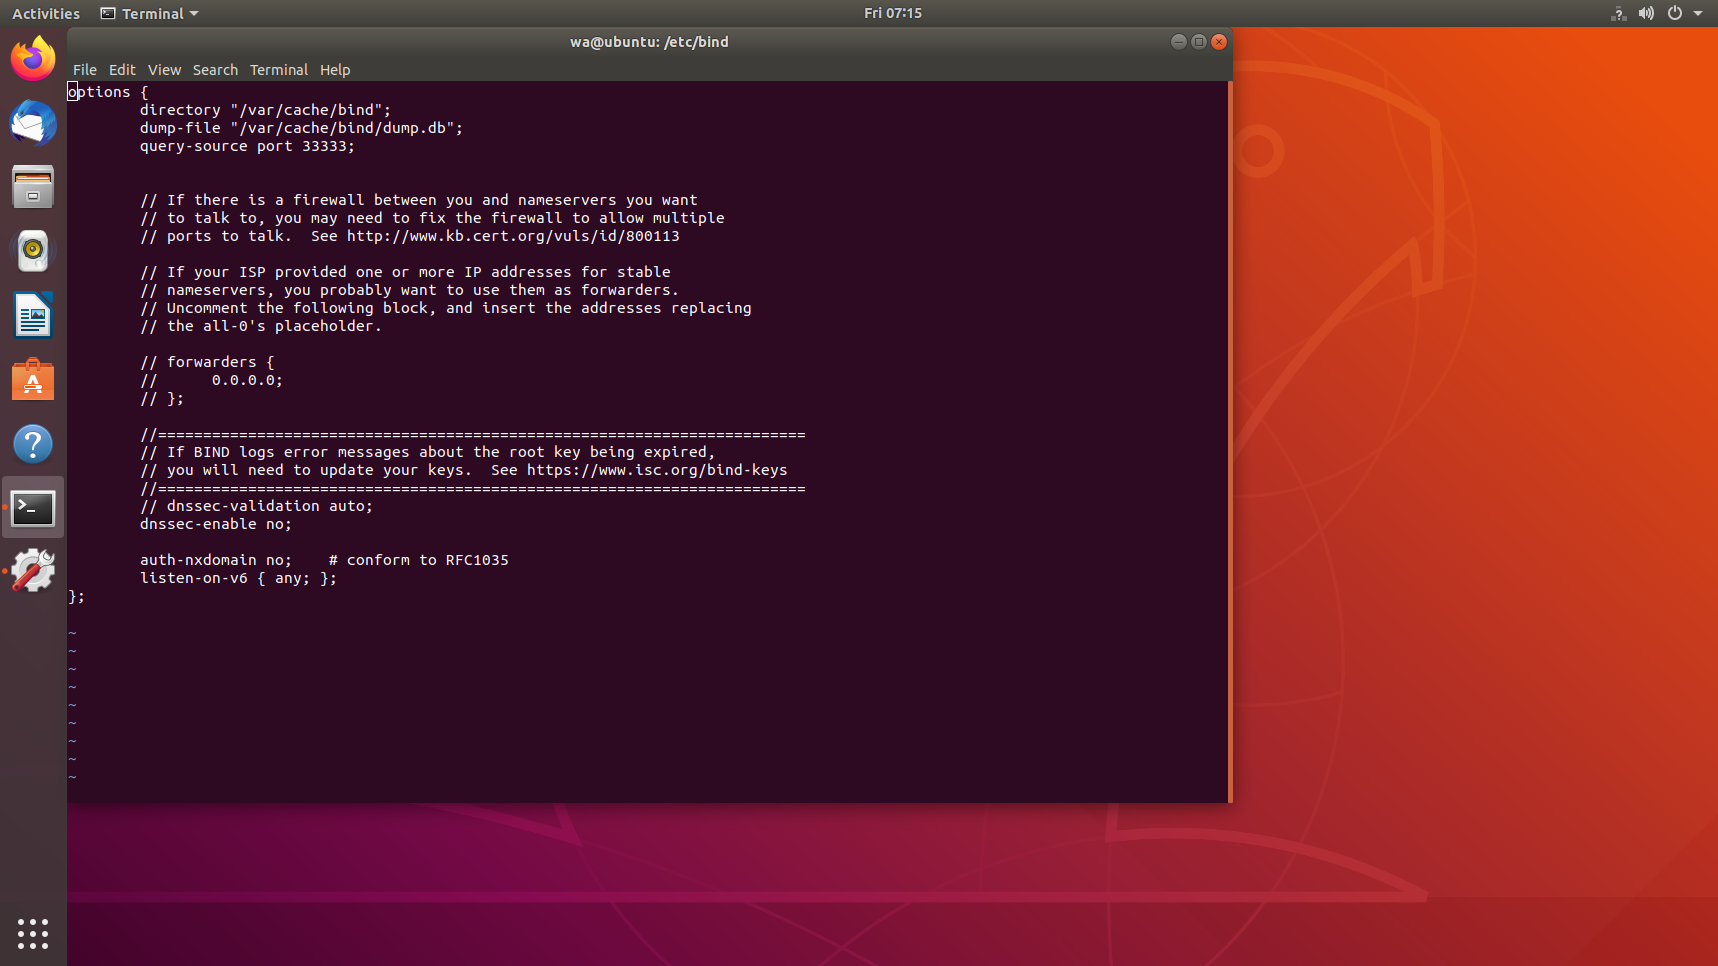 Activities Terminal Fri 07:15
wa@ubuntu: /etc/bind
File Edit View Search Terminal Help
options {
        directory "/var/cache/bind";
        dump-file "/var/cache/bind/dump.db";
        query-source port 33333;
        // If there is a firewall between you and nameservers you want
        // to talk to, you may need to fix the firewall to allow multiple
        // ports to talk.  See http://www.kb.cert.org/vuls/id/800113
        // If your ISP provided one or more IP addresses for stable
        // nameservers, you probably want to use them as forwarders.
        // Uncomment the following block, and insert the addresses replacing
        // the all-0's placeholder.
        // forwarders {
        //      0.0.0.0;
        // };
        //========================================================================
        // If BIND logs error messages about the root key being expired,
        // you will need to update your keys.  See https://www.isc.org/bind-keys
        //========================================================================
        // dnssec-validation auto;
        dnssec-enable no;
        auth-nxdomain no;    # conform to RFC1035
        listen-on-v6 { any; };
};
~
~
~
~
~
~
~
~
~